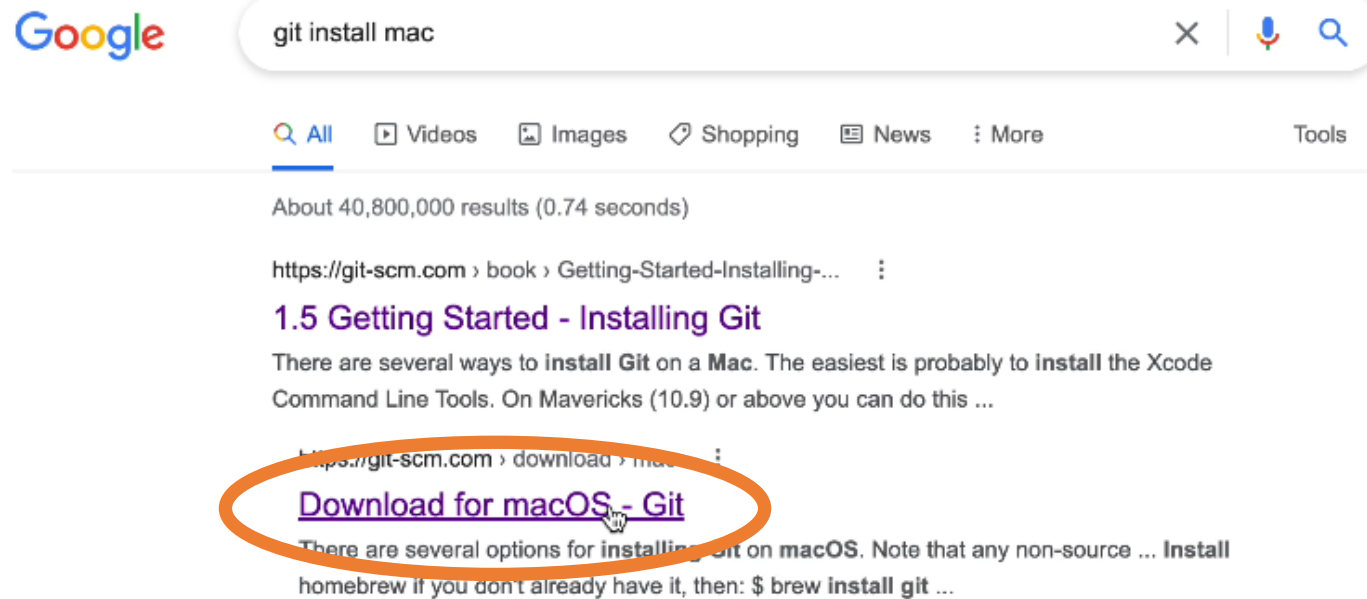 Google
git install mac
All Videos Images Shopping News More Tools
About 40,800,000 results (0.74 seconds)
https://git-scm.com › book › Getting-Started-Installing-...
1.5 Getting Started - Installing Git
There are several ways to install Git on a Mac. The easiest is probably to install the Xcode
Command Line Tools. On Mavericks (10.9) or above you can do this ...
https://git-scm.com › download ›
Download for macOS - Git
There are several options for installing Git on macOS. Note that any non-source ... Install
homebrew if you don't already have it, then: $ brew install git ...